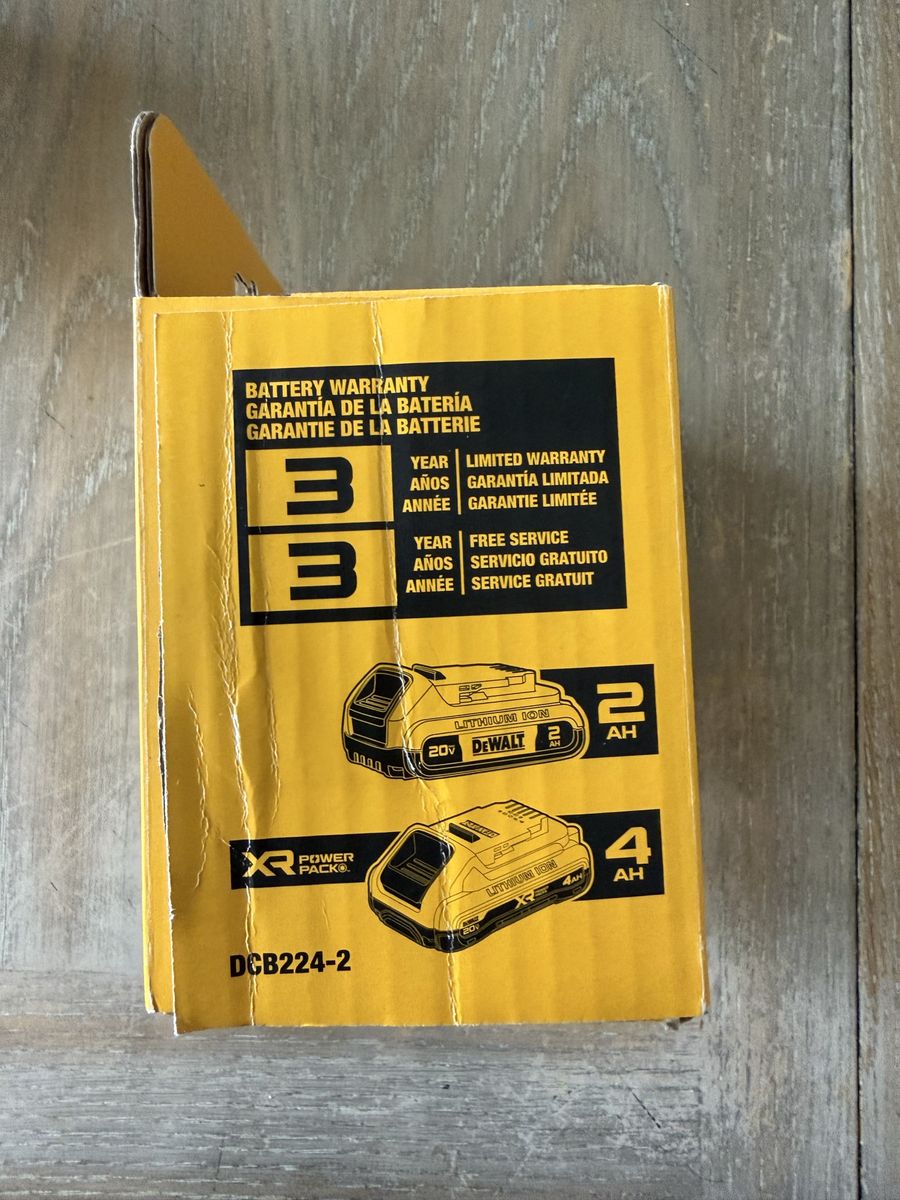 BATTERY WARRANTY
GARANTÍA DE LA BATERÍA
GARANTIE DE LA BATTERIE
3
YEAR
AÑOS
ANNÉE
LIMITED WARRANTY
GARANTÍA LIMITADA
GARANTIE LIMITÉE
3
YEAR
AÑOS
ANNÉE
FREE SERVICE
SERVICIO GRATUITO
SERVICE GRATUIT
LITHIUM ION
20V DEWALT 2
AH
2
AH
XR POWER
PACK
LITHIUM ION
XR 4AH
20V
4
AH
DCB224-2